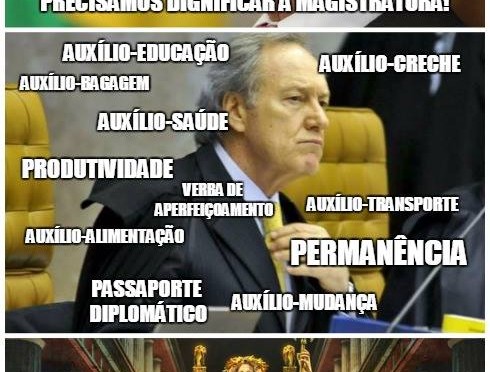 PRECISAMOS DIGNIFICAR A MAGISTRATURA!
AUXÍLIO-EDUCAÇÃO
AUXÍLIO-CRECHE
AUXÍLIO-BAGAGEM
AUXÍLIO-SAÚDE
PRODUTIVIDADE
VERBA DE
APERFEIÇOAMENTO
AUXÍLIO-TRANSPORTE
AUXÍLIO-ALIMENTAÇÃO
PERMANÊNCIA
PASSAPORTE
DIPLOMÁTICO
AUXÍLIO-MUDANÇA